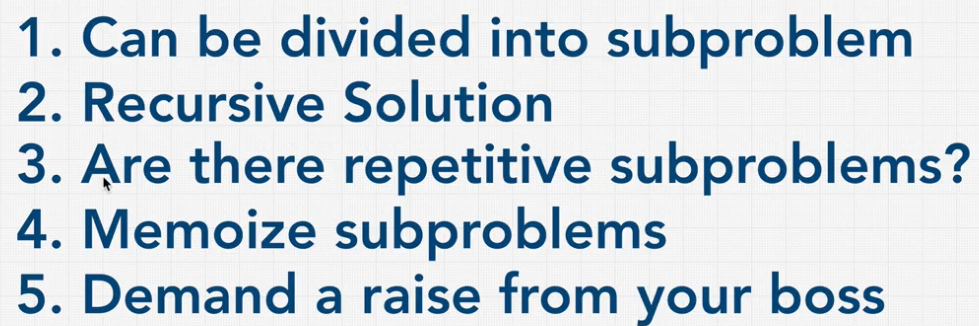 1. Can be divided into subproblem
2. Recursive Solution
3. Are there repetitive subproblems?
4. Memoize subproblems
5. Demand a raise from your boss